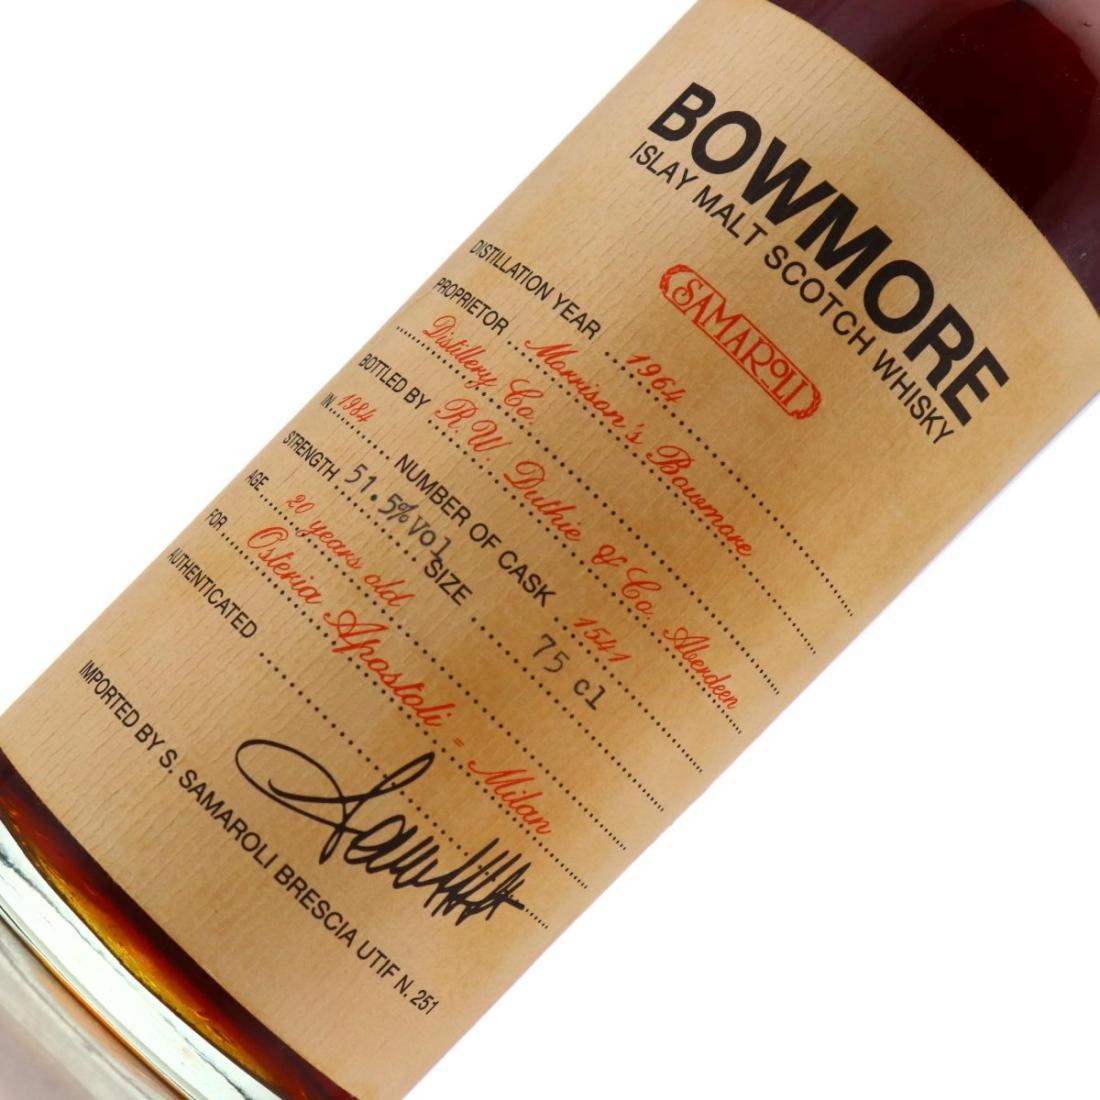 BOWMORE
ISLAY MALT SCOTCH WHISKY
SAMAROLI
DISTILLATION YEAR ... 1964
PROPRIETOR ... Morrison's Bowmore
Distillery Co.
BOTTLED BY R.W. Duthie & Co. Aberdeen
IN 1984 NUMBER OF CASK 1541
STRENGTH 51.5% Vol SIZE 75 cl
AGE 20 years old
FOR Osteria Apostoli = Milan
AUTHENTICATED
IMPORTED BY S. SAMAROLI BRESCIA UTIF N. 251